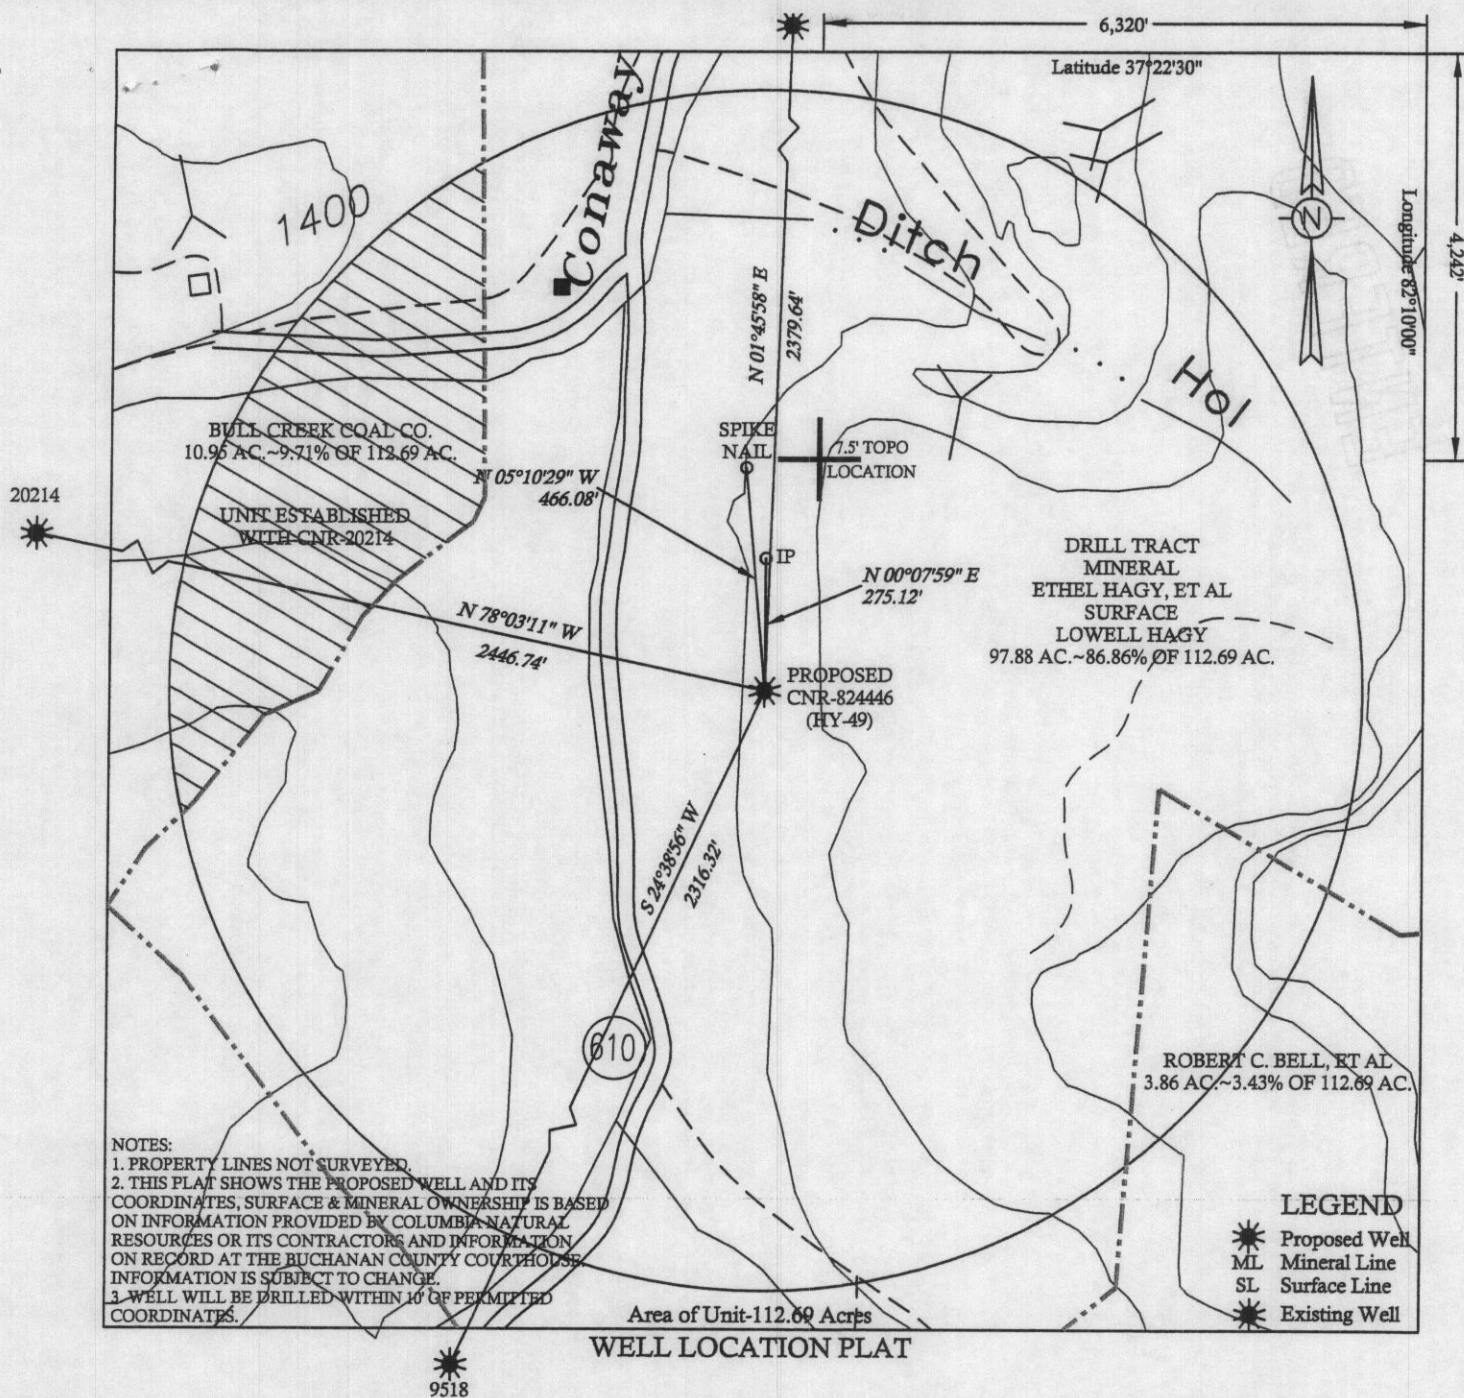 6,320'
Latitude 37°22'30"
Longitude 82°10'00"
4,242'
N
Conaway
1400
Ditch
Hol
N 01°45'58" E
2379.64'
BULL CREEK COAL CO.
10.95 AC.~9.71% OF 112.69 AC.
UNIT ESTABLISHED
WITH CNR-20214
20214
SPIKE
NAIL
7.5' TOPO
LOCATION
N 05°10'29" W
466.08'
IP
N 00°07'59" E
275.12'
DRILL TRACT
MINERAL
ETHEL HAGY, ET AL
SURFACE
LOWELL HAGY
97.88 AC.~86.86% OF 112.69 AC.
N 78°03'11" W
2446.74'
PROPOSED
CNR-824446
(HY-49)
S 24°38'56" W
2316.32'
610
ROBERT C. BELL, ET AL
3.86 AC.~3.43% OF 112.69 AC.
NOTES:
1. PROPERTY LINES NOT SURVEYED.
2. THIS PLAT SHOWS THE PROPOSED WELL AND ITS
COORDINATES, SURFACE & MINERAL OWNERSHIP IS BASED
ON INFORMATION PROVIDED BY COLUMBIA NATURAL
RESOURCES OR ITS CONTRACTORS AND INFORMATION
ON RECORD AT THE BUCHANAN COUNTY COURTHOUSE.
INFORMATION IS SUBJECT TO CHANGE.
3. WELL WILL BE DRILLED WITHIN 10' OF PERMITTED
COORDINATES.
LEGEND
Proposed Well
ML Mineral Line
SL Surface Line
Existing Well
Area of Unit-112.69 Acres
WELL LOCATION PLAT
9518